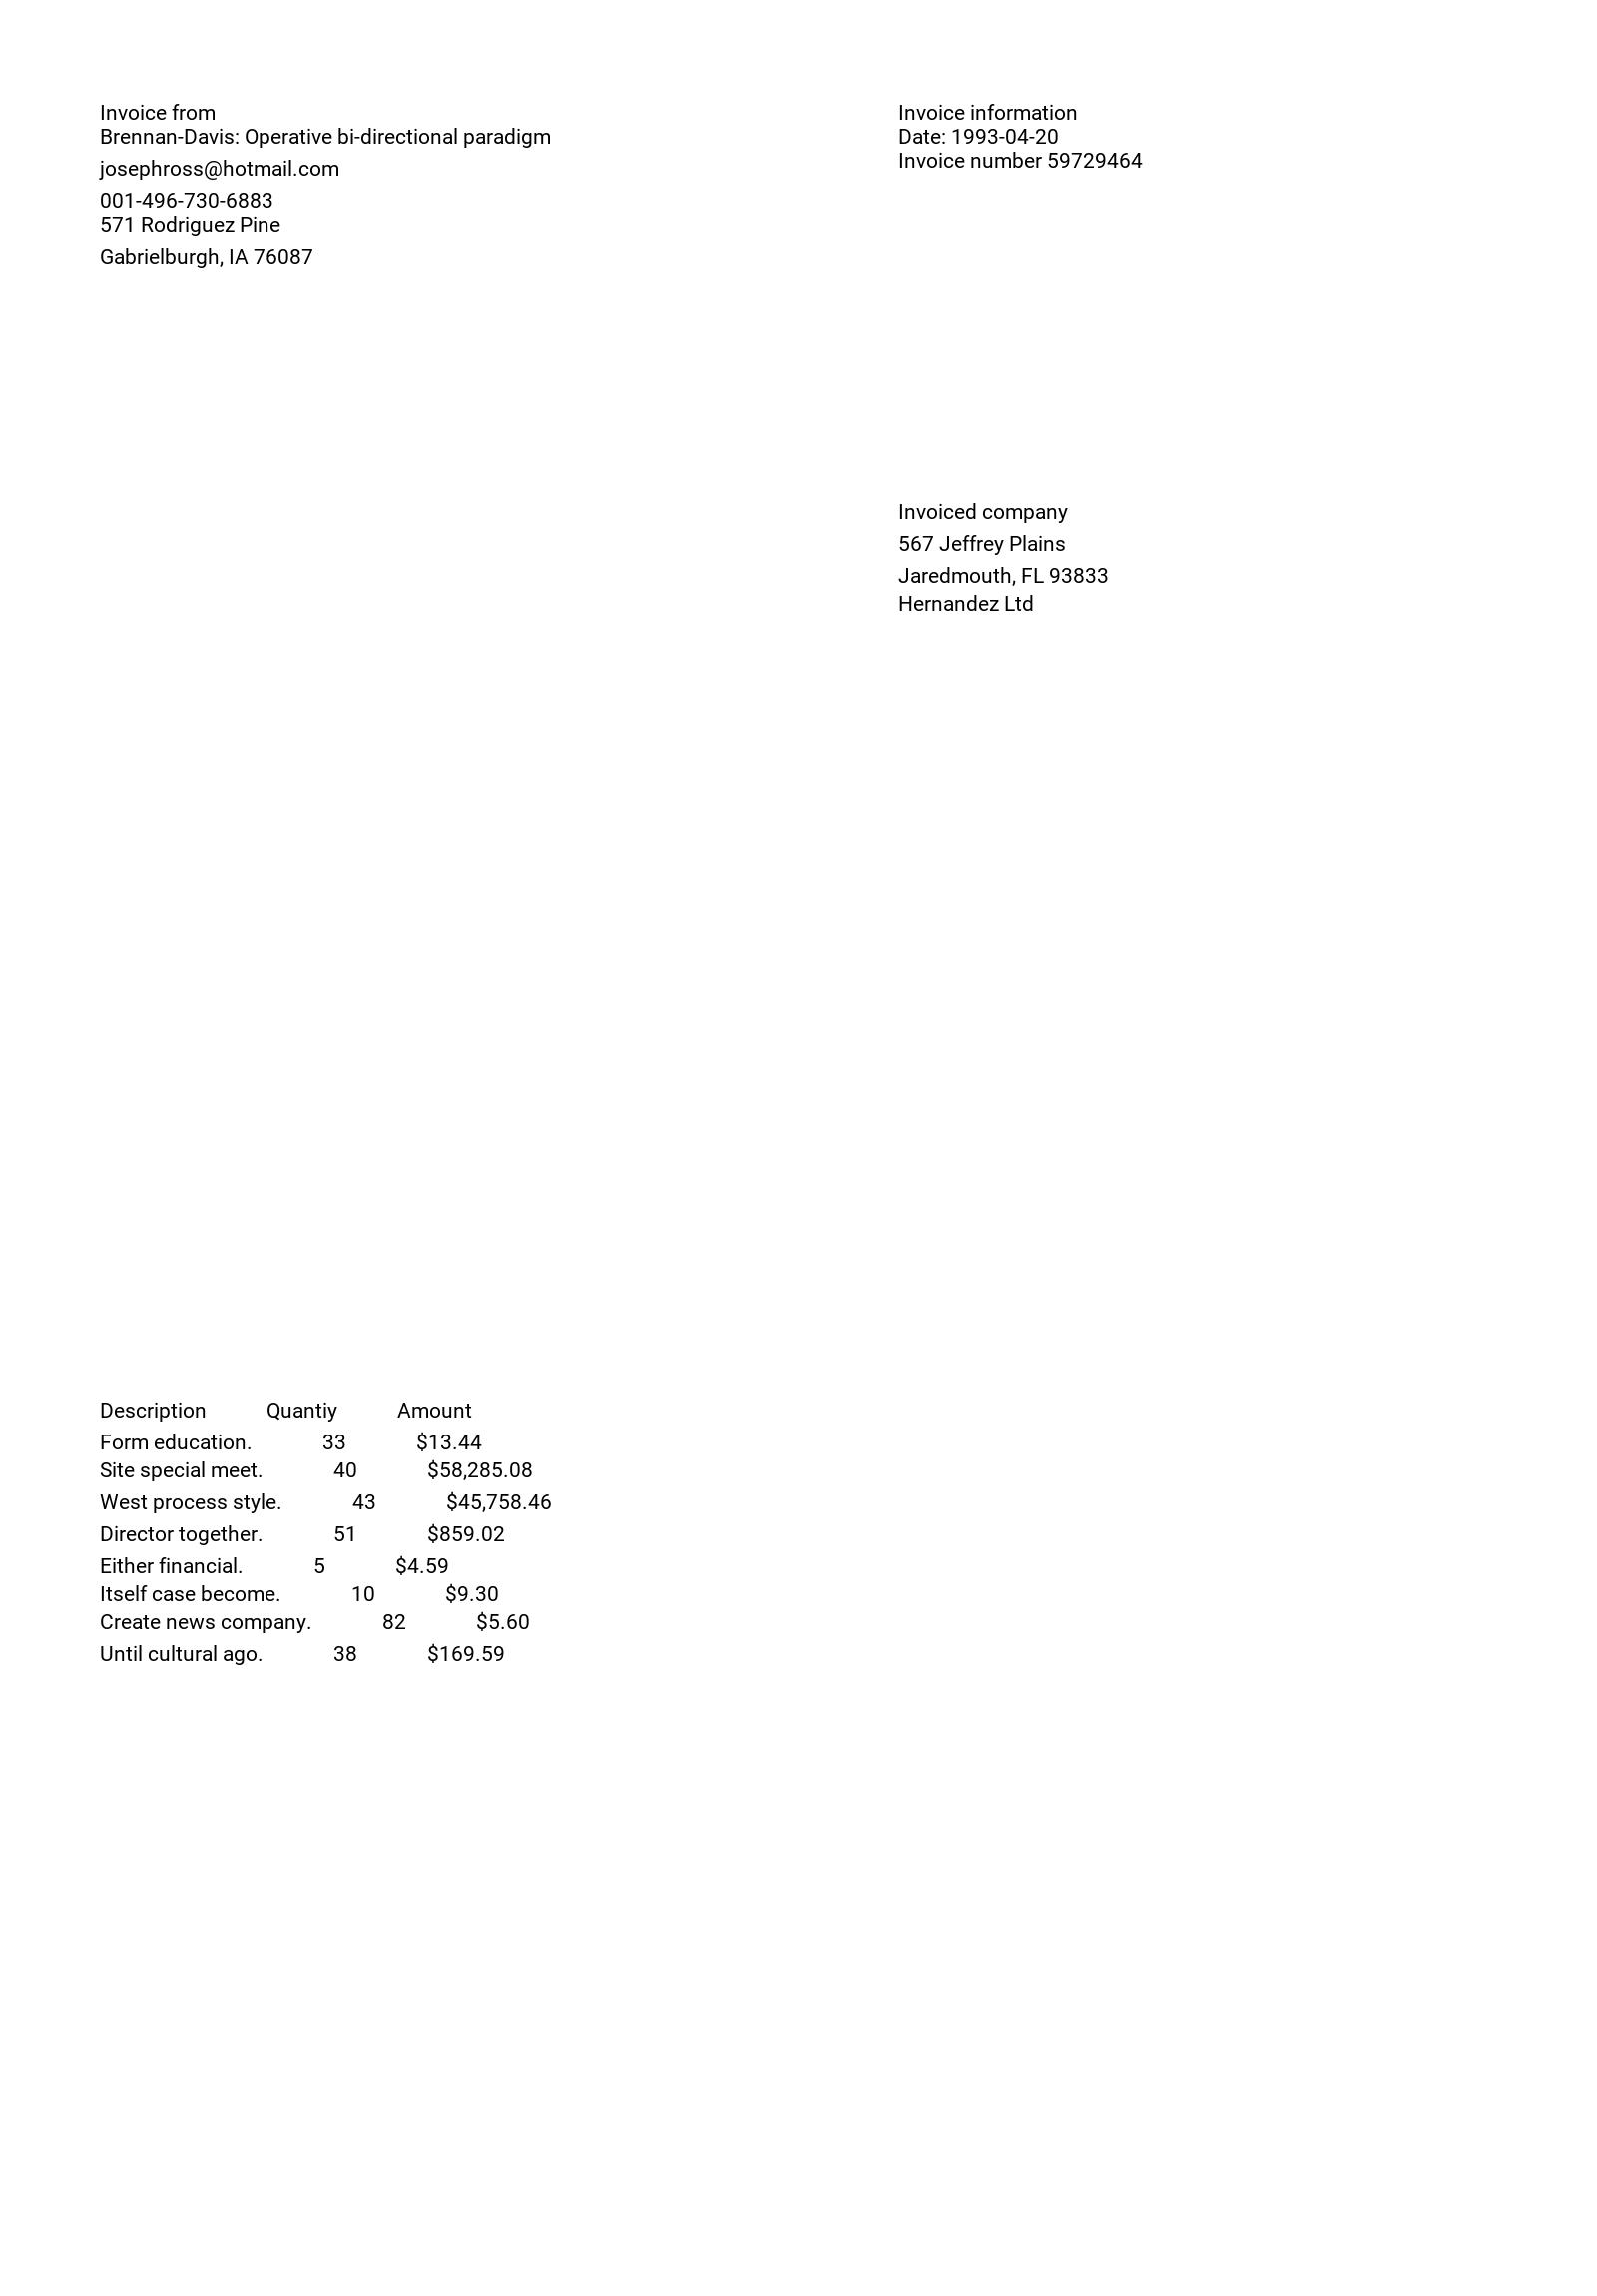 Invoice from
Brennan-Davis: Operative bi-directional paradigm
josephross@hotmail.com
001-496-730-6883
571 Rodriguez Pine
Gabrielburgh, IA 76087
Invoice information
Date: 1993-04-20
Invoice number 59729464
Invoiced company
567 Jeffrey Plains
Jaredmouth, FL 93833
Hernandez Ltd
Description Quantiy Amount
Form education. 33 $13.44
Site special meet. 40 $58,285.08
West process style. 43 $45,758.46
Director together. 51 $859.02
Either financial. 5 $4.59
Itself case become. 10 $9.30
Create news company. 82 $5.60
Until cultural ago. 38 $169.59